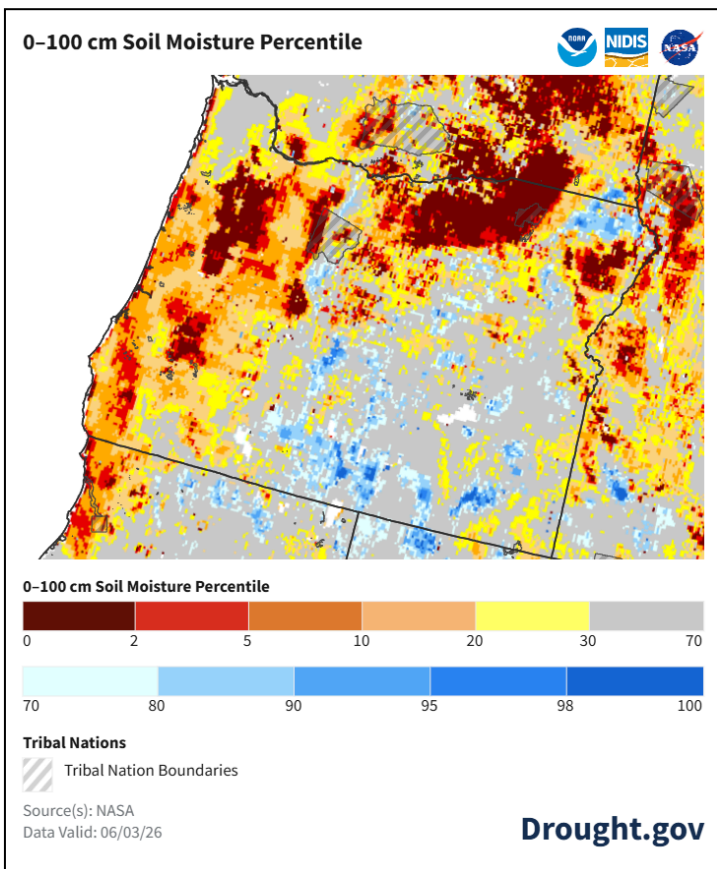 0–100 cm Soil Moisture Percentile
NOAA
NIDIS
NASA
0–100 cm Soil Moisture Percentile
0 2 5 10 20 30 70
70 80 90 95 98 100
Tribal Nations
Tribal Nation Boundaries
Source(s): NASA
Data Valid: 06/03/26
Drought.gov